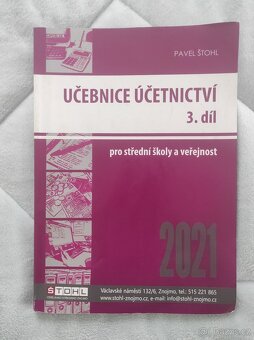 PAVEL ŠTOHL
UČEBNICE ÚČETNICTVÍ
3. díl
pro střední školy a veřejnost
2021
ŠTOHL
Václavské náměstí 132/6, Znojmo, tel.: 515 221 865
www.stohl-znojmo.cz, e-mail: info@stohl-znojmo.cz